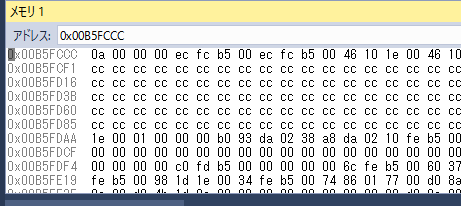 メモリ 1
アドレス: 0x00B5FCCC
0x00B5FCCC 0a 00 00 00 ec fc b5 00 ec fc b5 00 46 10 1e 00 46 10
0x00B5FCF1 cc cc cc cc cc cc cc cc cc cc cc cc cc cc cc cc cc cc
0x00B5FD16 cc cc cc cc cc cc cc cc cc cc cc cc cc cc cc cc cc cc
0x00B5FD3B cc cc cc cc cc cc cc cc cc cc cc cc cc cc cc cc cc cc
0x00B5FD60 cc cc cc cc cc cc cc cc cc cc cc cc cc cc cc cc cc cc
0x00B5FD85 cc cc cc cc cc cc cc cc cc cc cc cc cc cc cc cc cc cc
0x00B5FDAA 1e 00 01 00 00 00 b0 93 da 02 38 a8 da 02 10 fe b5 00
0x00B5FDCF 00 00 00 00 00 00 00 00 00 00 00 00 00 00 00 00 00 00
0x00B5FDF4 00 00 00 00 c0 fd b5 00 00 00 00 00 6c fe b5 00 60 37
0x00B5FE19 fe b5 00 98 1d 1e 00 34 fe b5 00 74 86 01 77 00 d0 8a